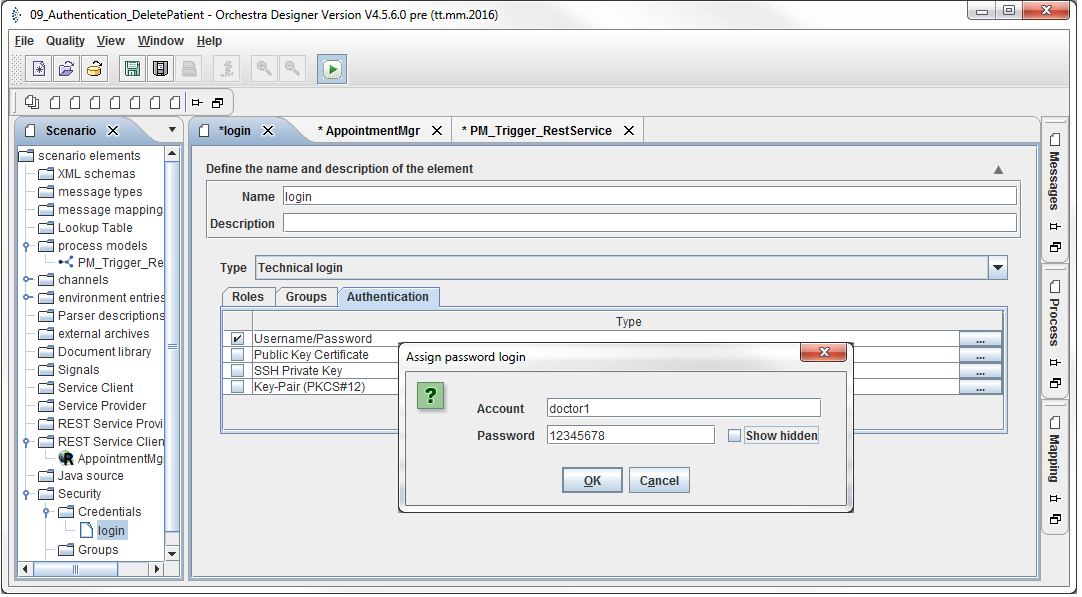 09_Authentication_DeletePatient - Orchestra Designer Version V4.5.6.0 pre (tt.mm.2016)
File Quality View Window Help
Scenario
*login
* AppointmentMgr
* PM_Trigger_RestService
scenario elements
XML schemas
message types
message mapping
Lookup Table
process models
PM_Trigger_Re
channels
environment entries
Parser descriptions
external archives
Document library
Signals
Service Client
Service Provider
REST Service Provi
REST Service Clien
AppointmentMg
Java source
Security
Credentials
login
Groups
Define the name and description of the element
Name login
Description
Type Technical login
Roles Groups Authentication
Type
Username/Password ...
Public Key Certificate ...
SSH Private Key ...
Key-Pair (PKCS#12) ...
Assign password login
?
Account doctor1
Password 12345678 Show hidden
OK Cancel
Messages
Process
Mapping